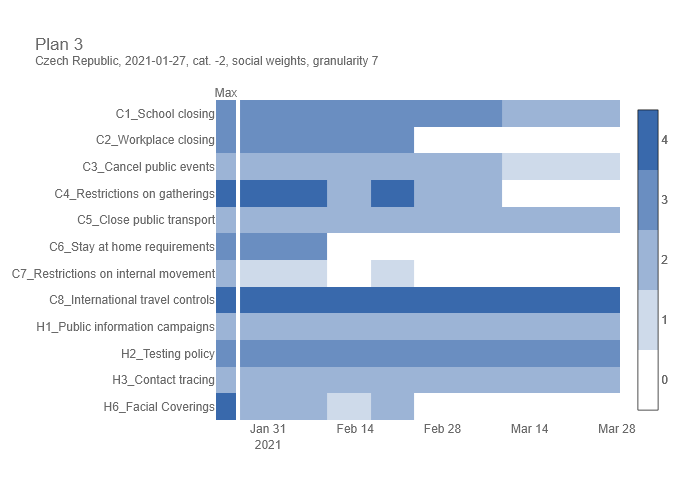 Plan 3
Czech Republic, 2021-01-27, cat. -2, social weights, granularity 7
Max
C1_School closing
C2_Workplace closing
C3_Cancel public events
C4_Restrictions on gatherings
C5_Close public transport
C6_Stay at home requirements
C7_Restrictions on internal movement
C8_International travel controls
H1_Public information campaigns
H2_Testing policy
H3_Contact tracing
H6_Facial Coverings
Jan 31 Feb 14 Feb 28 Mar 14 Mar 28
2021
4
3
2
1
0